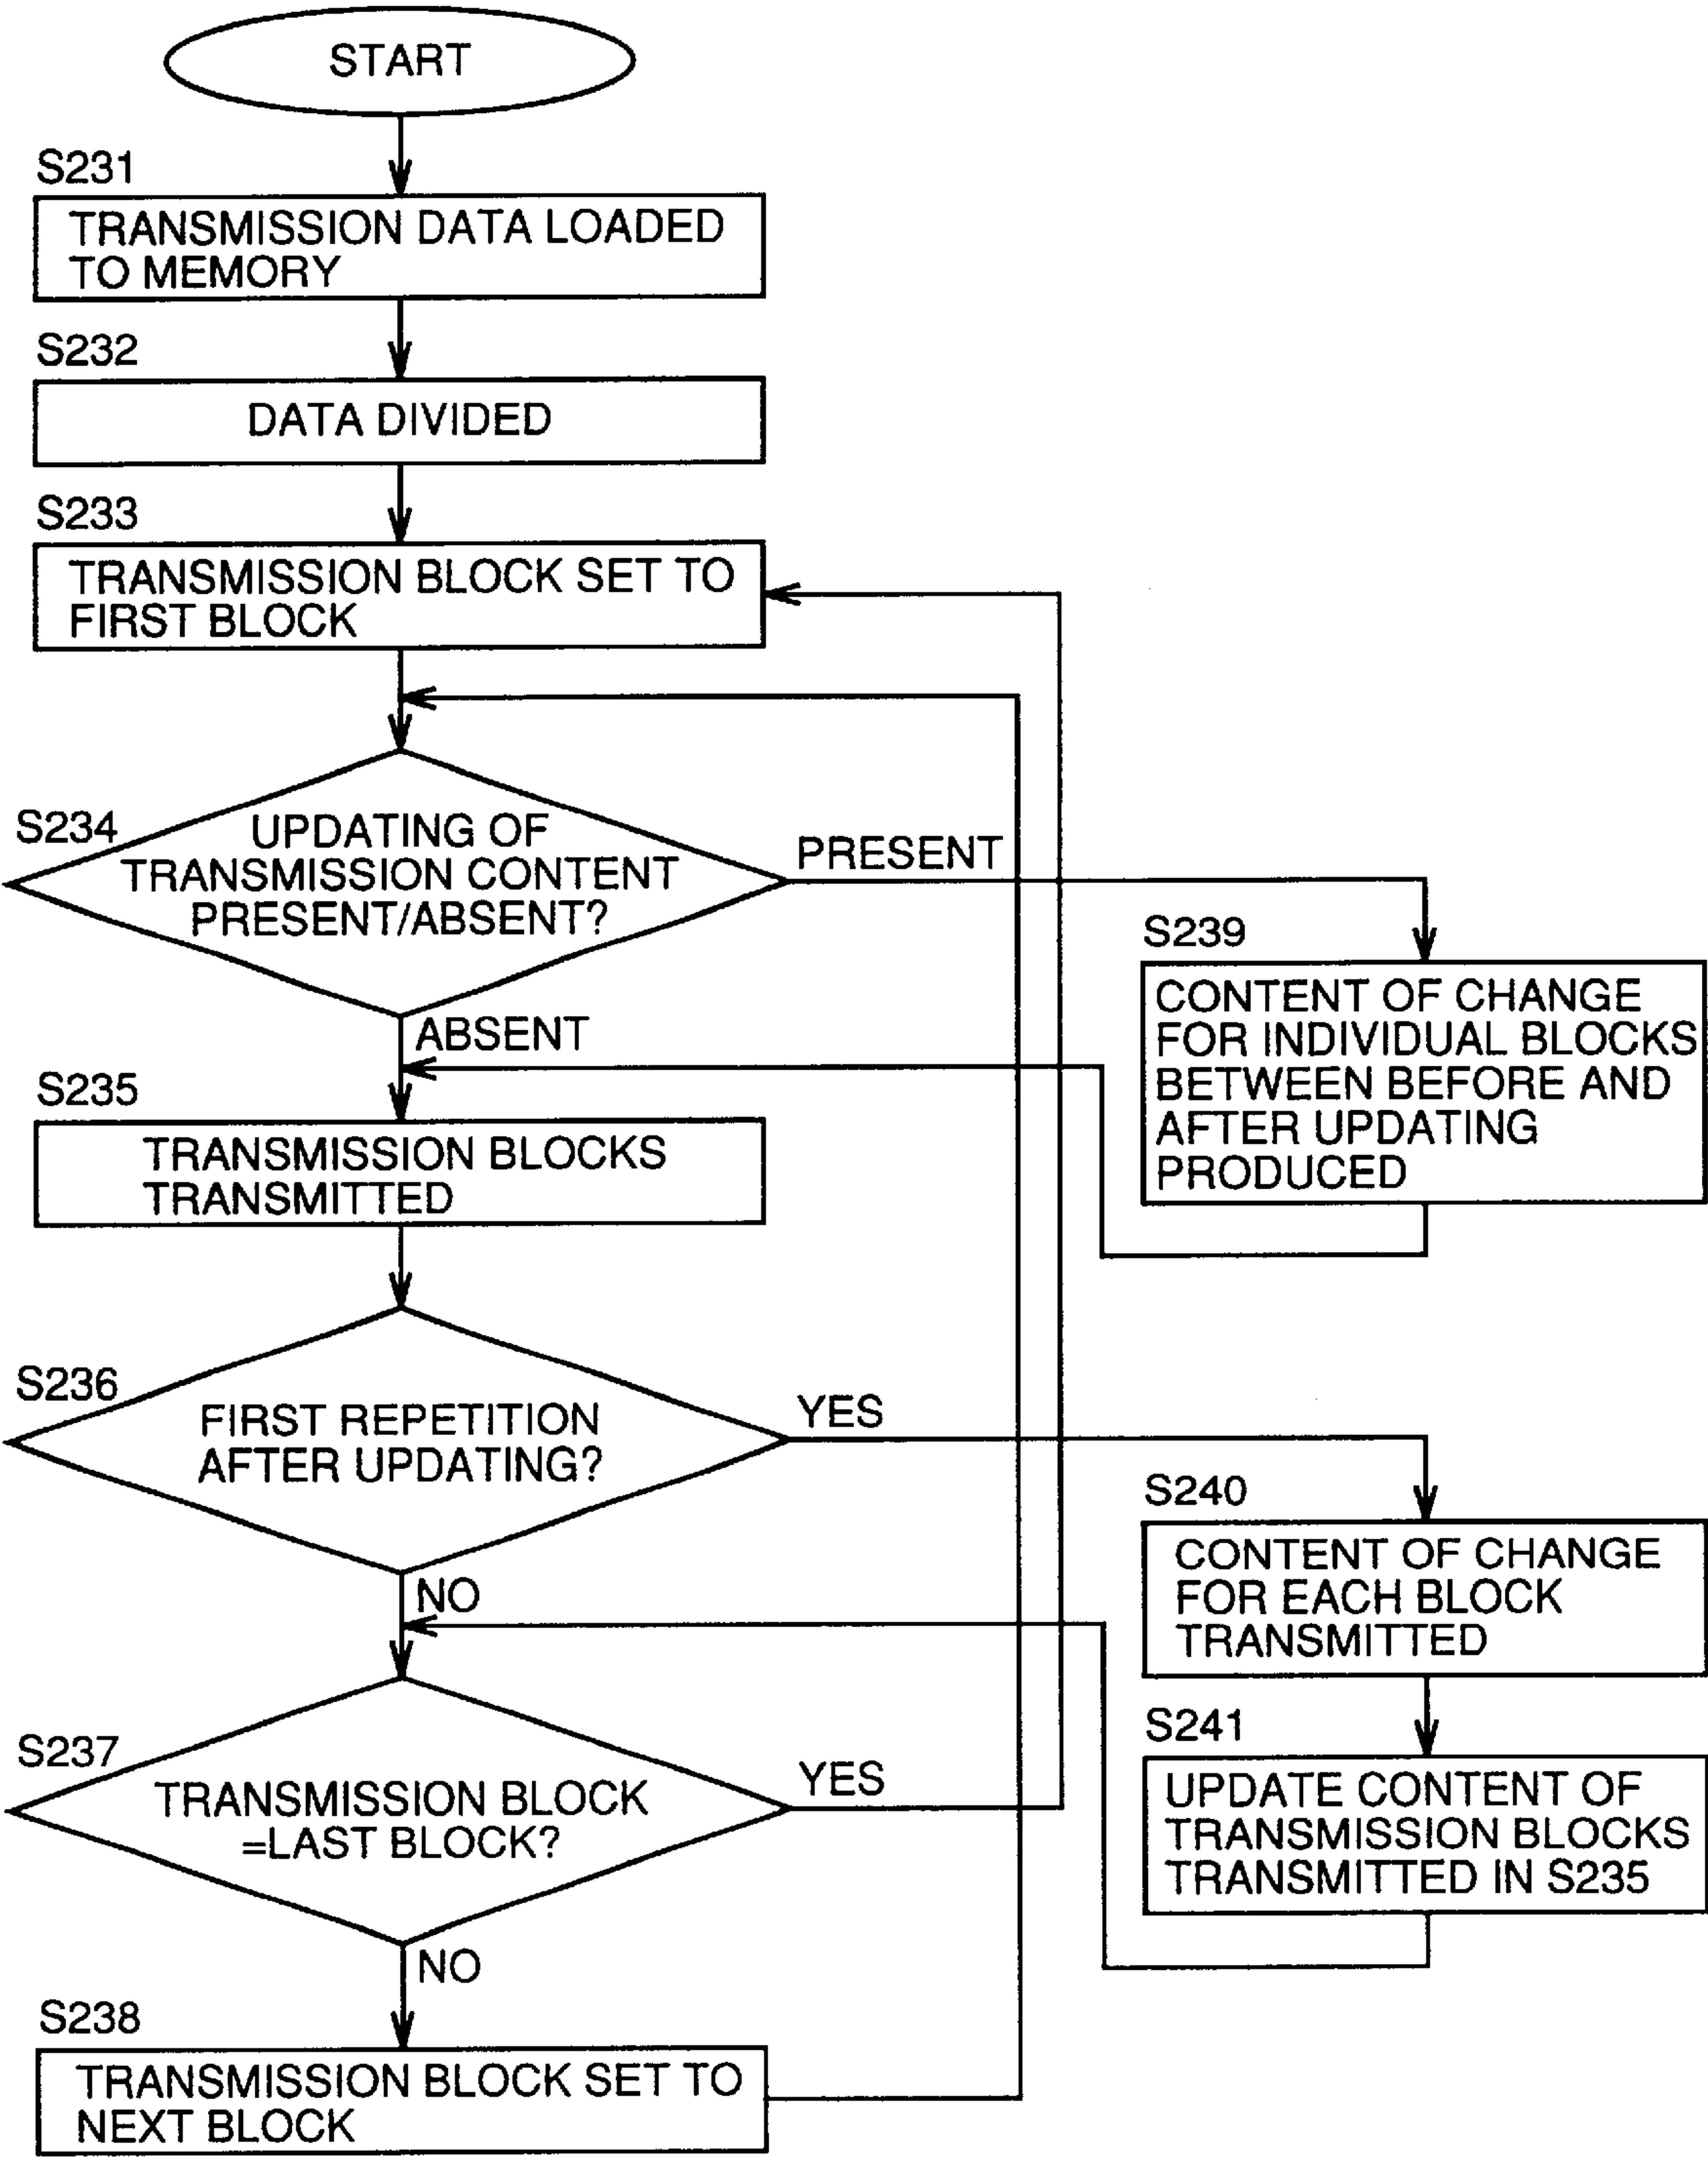 START
S231
TRANSMISSION DATA LOADED
TO MEMORY
S232
DATA DIVIDED
S233
TRANSMISSION BLOCK SET TO
FIRST BLOCK
S234
UPDATING OF
TRANSMISSION CONTENT
PRESENT/ABSENT?
PRESENT
S239
CONTENT OF CHANGE
FOR INDIVIDUAL BLOCKS
BETWEEN BEFORE AND
AFTER UPDATING
PRODUCED
ABSENT
S235
TRANSMISSION BLOCKS
TRANSMITTED
S236
FIRST REPETITION
AFTER UPDATING?
YES
S240
CONTENT OF CHANGE
FOR EACH BLOCK
TRANSMITTED
NO
S241
UPDATE CONTENT OF
TRANSMISSION BLOCKS
TRANSMITTED IN S235
S237
TRANSMISSION BLOCK
=LAST BLOCK?
YES
NO
S238
TRANSMISSION BLOCK SET TO
NEXT BLOCK